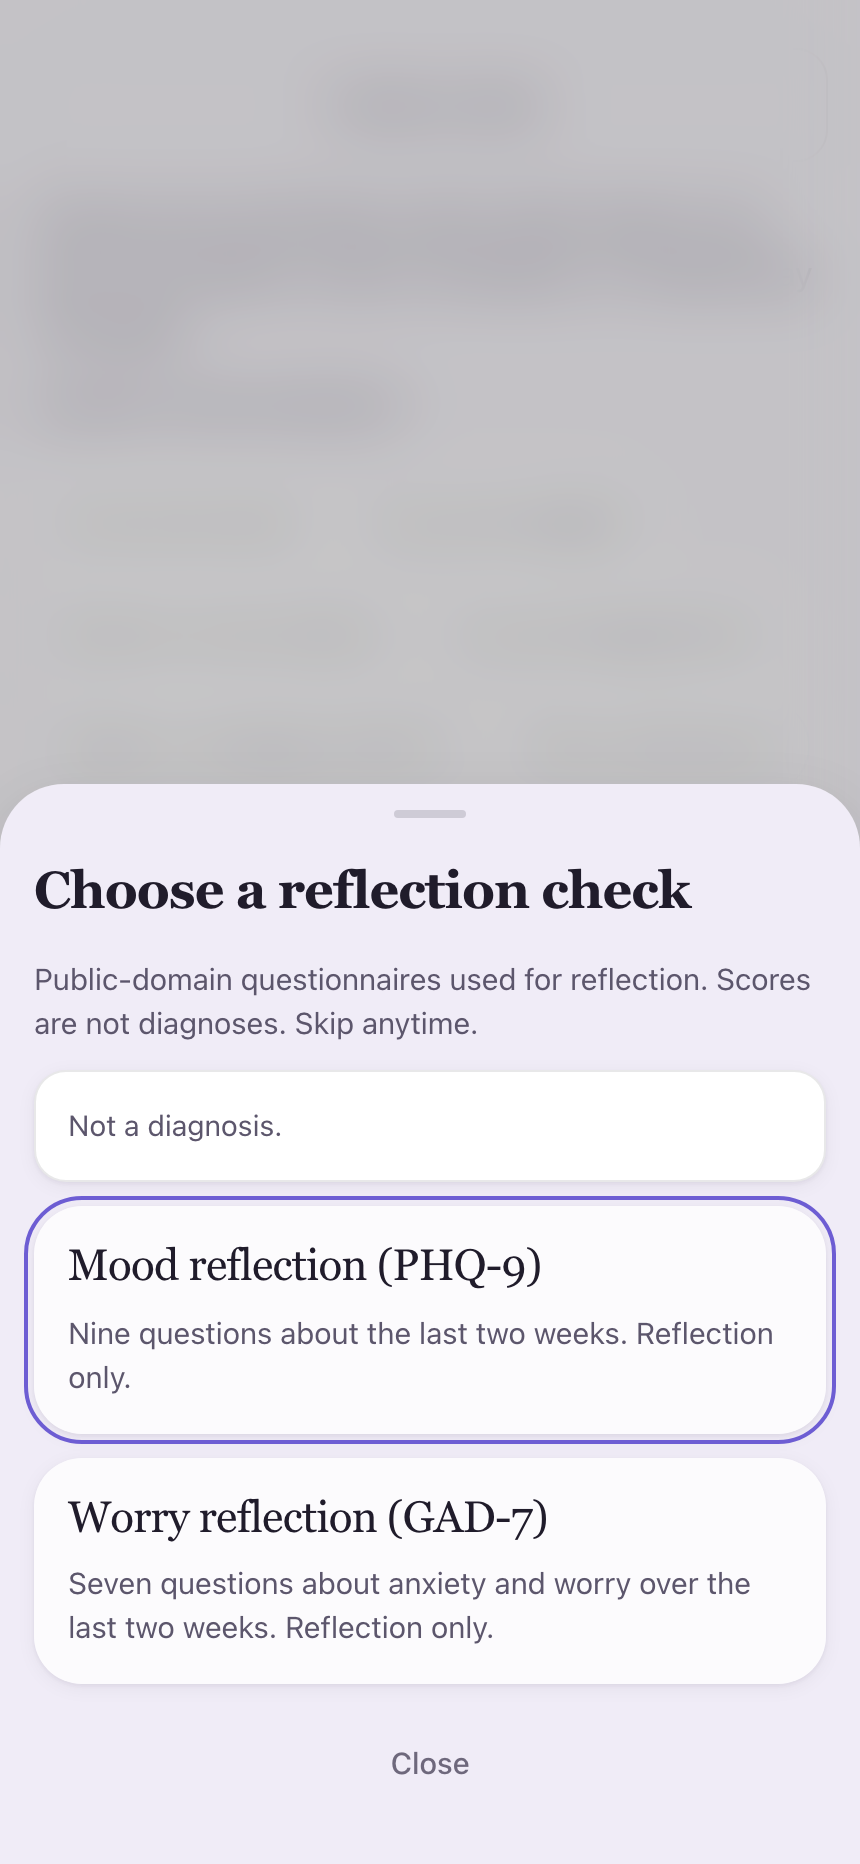 Choose a reflection check
Public-domain questionnaires used for reflection. Scores
are not diagnoses. Skip anytime.
Not a diagnosis.
Mood reflection (PHQ-9)
Nine questions about the last two weeks. Reflection
only.
Worry reflection (GAD-7)
Seven questions about anxiety and worry over the
last two weeks. Reflection only.
Close